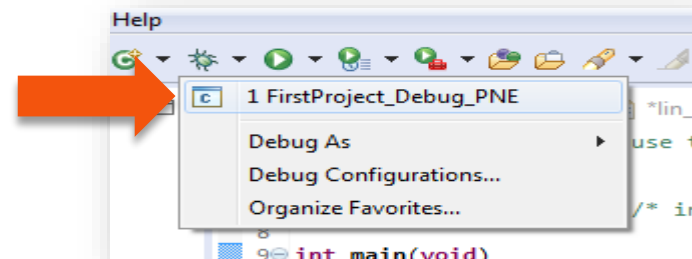 Help
1 FirstProject_Debug_PNE
*lin_
Debug As
use t
Debug Configurations...
Organize Favorites...
/* in
8
9 int main(void)